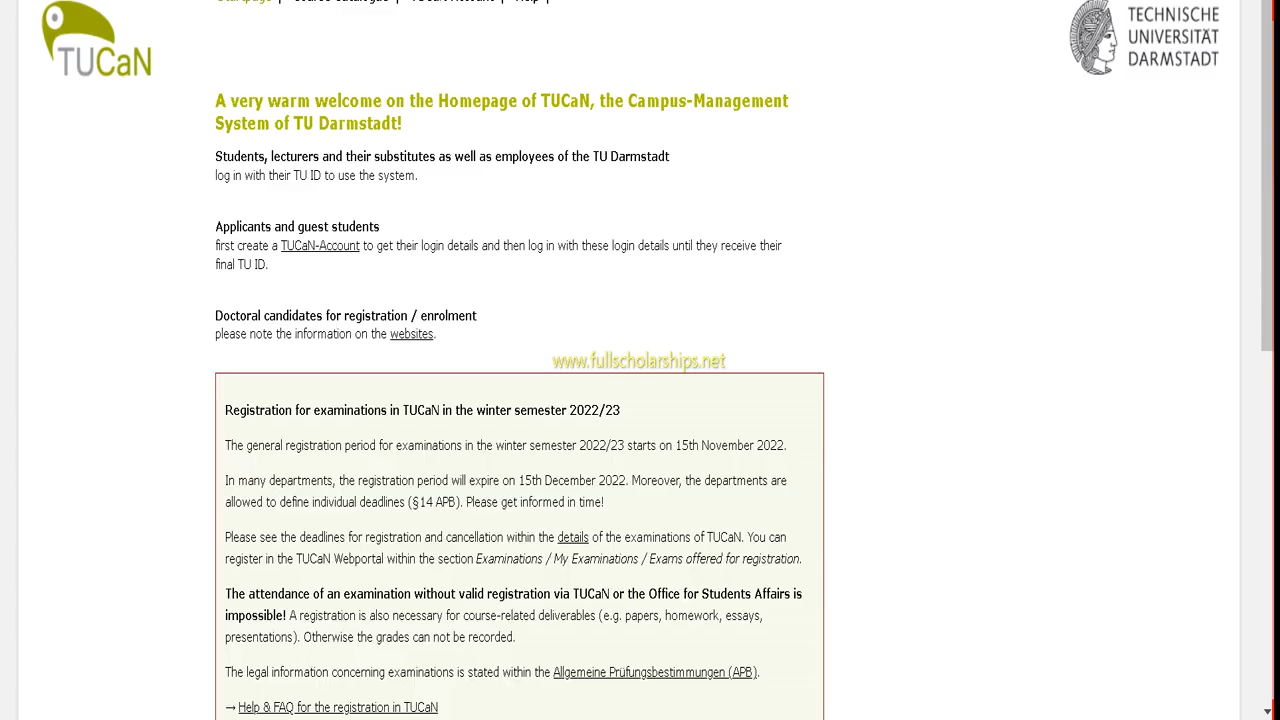 TUCaN
TECHNISCHE
UNIVERSITÄT
DARMSTADT
A very warm welcome on the Homepage of TUCaN, the Campus-Management
System of TU Darmstadt!
Students, lecturers and their substitutes as well as employees of the TU Darmstadt
log in with their TU ID to use the system.
Applicants and guest students
first create a TUCaN-Account to get their login details and then log in with these login details until they receive their
final TU ID.
Doctoral candidates for registration / enrolment
please note the information on the websites.
www.fullscholarships.net
Registration for examinations in TUCaN in the winter semester 2022/23
The general registration period for examinations in the winter semester 2022/23 starts on 15th November 2022.
In many departments, the registration period will expire on 15th December 2022. Moreover, the departments are
allowed to define individual deadlines (§14 APB). Please get informed in time!
Please see the deadlines for registration and cancellation within the details of the examinations of TUCaN. You can
register in the TUCaN Webportal within the section Examinations / My Examinations / Exams offered for registration.
The attendance of an examination without valid registration via TUCaN or the Office for Students Affairs is
impossible! A registration is also necessary for course-related deliverables (e.g. papers, homework, essays,
presentations). Otherwise the grades can not be recorded.
The legal information concerning examinations is stated within the Allgemeine Prüfungsbestimmungen (APB).
→ Help & FAQ for the registration in TUCaN